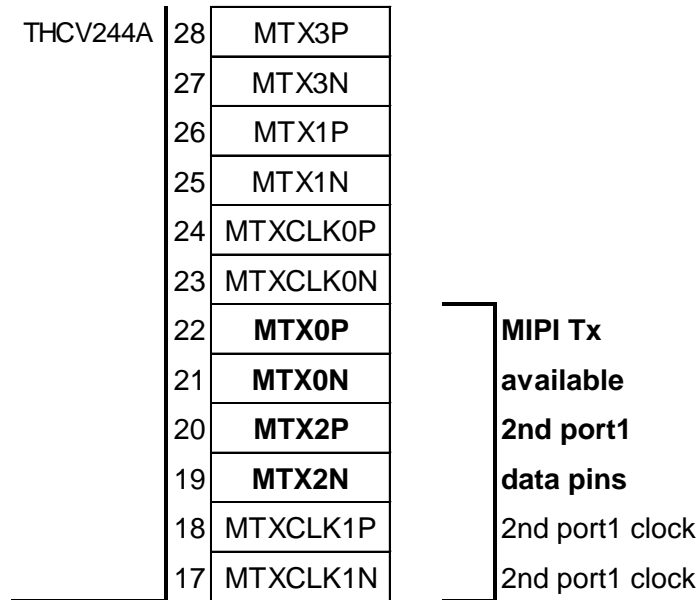 THCV244A 28 MTX3P
27 MTX3N
26 MTX1P
25 MTX1N
24 MTXCLK0P
23 MTXCLK0N
22 MTX0P MIPI Tx
21 MTX0N available
20 MTX2P 2nd port1
19 MTX2N data pins
18 MTXCLK1P 2nd port1 clock
17 MTXCLK1N 2nd port1 clock